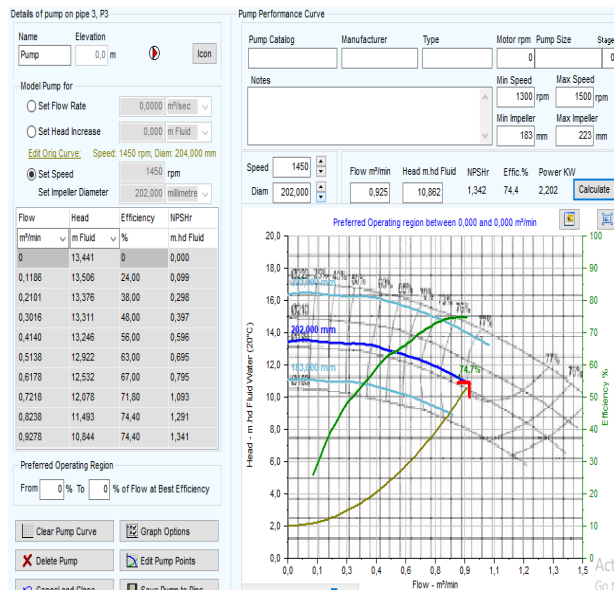 Details of pump on pipe 3, P3
Name Elevation
Pump 0,0 m Icon
Model Pump for
Set Flow Rate 0,0000 m³/sec
Set Head Increase 0,000 m Fluid
Edit Orig Curve: Speed: 1450 rpm, Diam: 204,000 mm
Set Speed 1450 rpm
Set Impeller Diameter 202,000 millimetre
Flow Head Efficiency NPSHr
m³/min m Fluid % m.hd Fluid
0 13,441 0 0,000
0,1186 13,506 24,00 0,099
0,2101 13,376 38,00 0,298
0,3016 13,311 48,00 0,397
0,4140 13,246 56,00 0,596
0,5138 12,922 63,00 0,695
0,6178 12,532 67,00 0,795
0,7218 12,078 71,80 1,093
0,8238 11,493 74,40 1,291
0,9278 10,844 74,40 1,341
Preferred Operating Region
From 0 % To 0 % of Flow at Best Efficiency
Clear Pump Curve Graph Options
Delete Pump Edit Pump Points
Cancel and Close Save Pump to Pipe
Pump Performance Curve
Pump Catalog Manufacturer Type Motor rpm Pump Size Stage
0 0
Notes
Min Speed Max Speed
1300 rpm 1500 rpm
Min Impeller Max Impeller
183 mm 223 mm
Speed 1450 Flow m³/min Head m.hd Fluid NPSHr Effic.% Power KW
Diam 202,000 0,925 10,862 1,342 74,4 2,202 Calculate
Preferred Operating region between 0,000 and 0,000 m³/min
20,0 100
18,0 90
16,0 80
14,0 70
12,0 60
10,0 50
8,0 40
6,0 30
4,0 20
2,0 10
0,0 0
223,000 mm
202,000 mm
183,000 mm
74,7%
77%
Head - m.hd Fluid Water (20°C)
Efficiency %
0,0 0,1 0,3 0,4 0,6 0,7 0,9 1,0 1,2 1,3 1,5
Flow - m³/min
Act
Go t